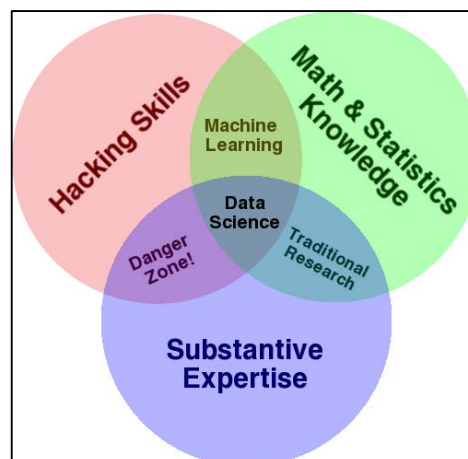 Hacking Skills
Math & Statistics
Knowledge
Machine
Learning
Data
Science
Danger
Zone!
Traditional
Research
Substantive
Expertise